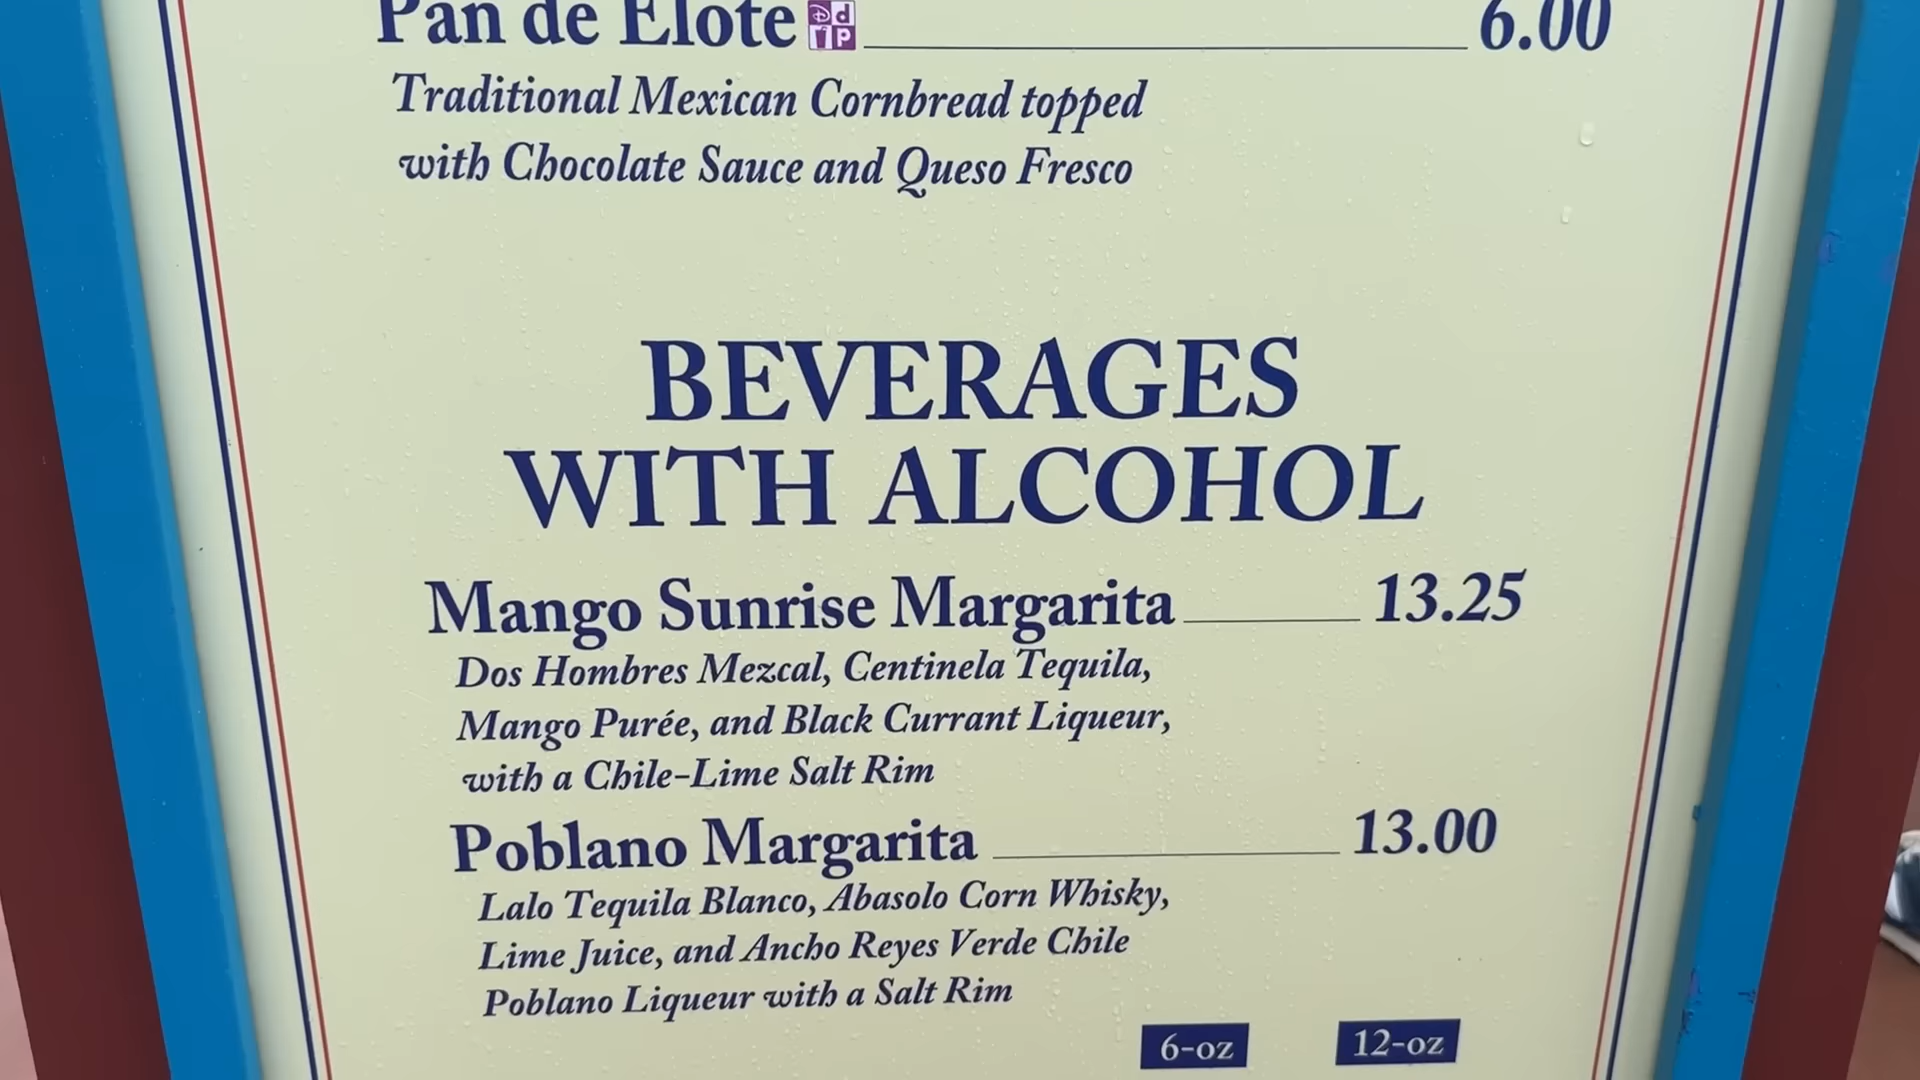 Pan de Elote 6.00
Traditional Mexican Cornbread topped
with Chocolate Sauce and Queso Fresco
BEVERAGES
WITH ALCOHOL
Mango Sunrise Margarita 13.25
Dos Hombres Mezcal, Centinela Tequila,
Mango Purée, and Black Currant Liqueur,
with a Chile-Lime Salt Rim
Poblano Margarita 13.00
Lalo Tequila Blanco, Abasolo Corn Whisky,
Lime Juice, and Ancho Reyes Verde Chile
Poblano Liqueur with a Salt Rim
6-oz 12-oz